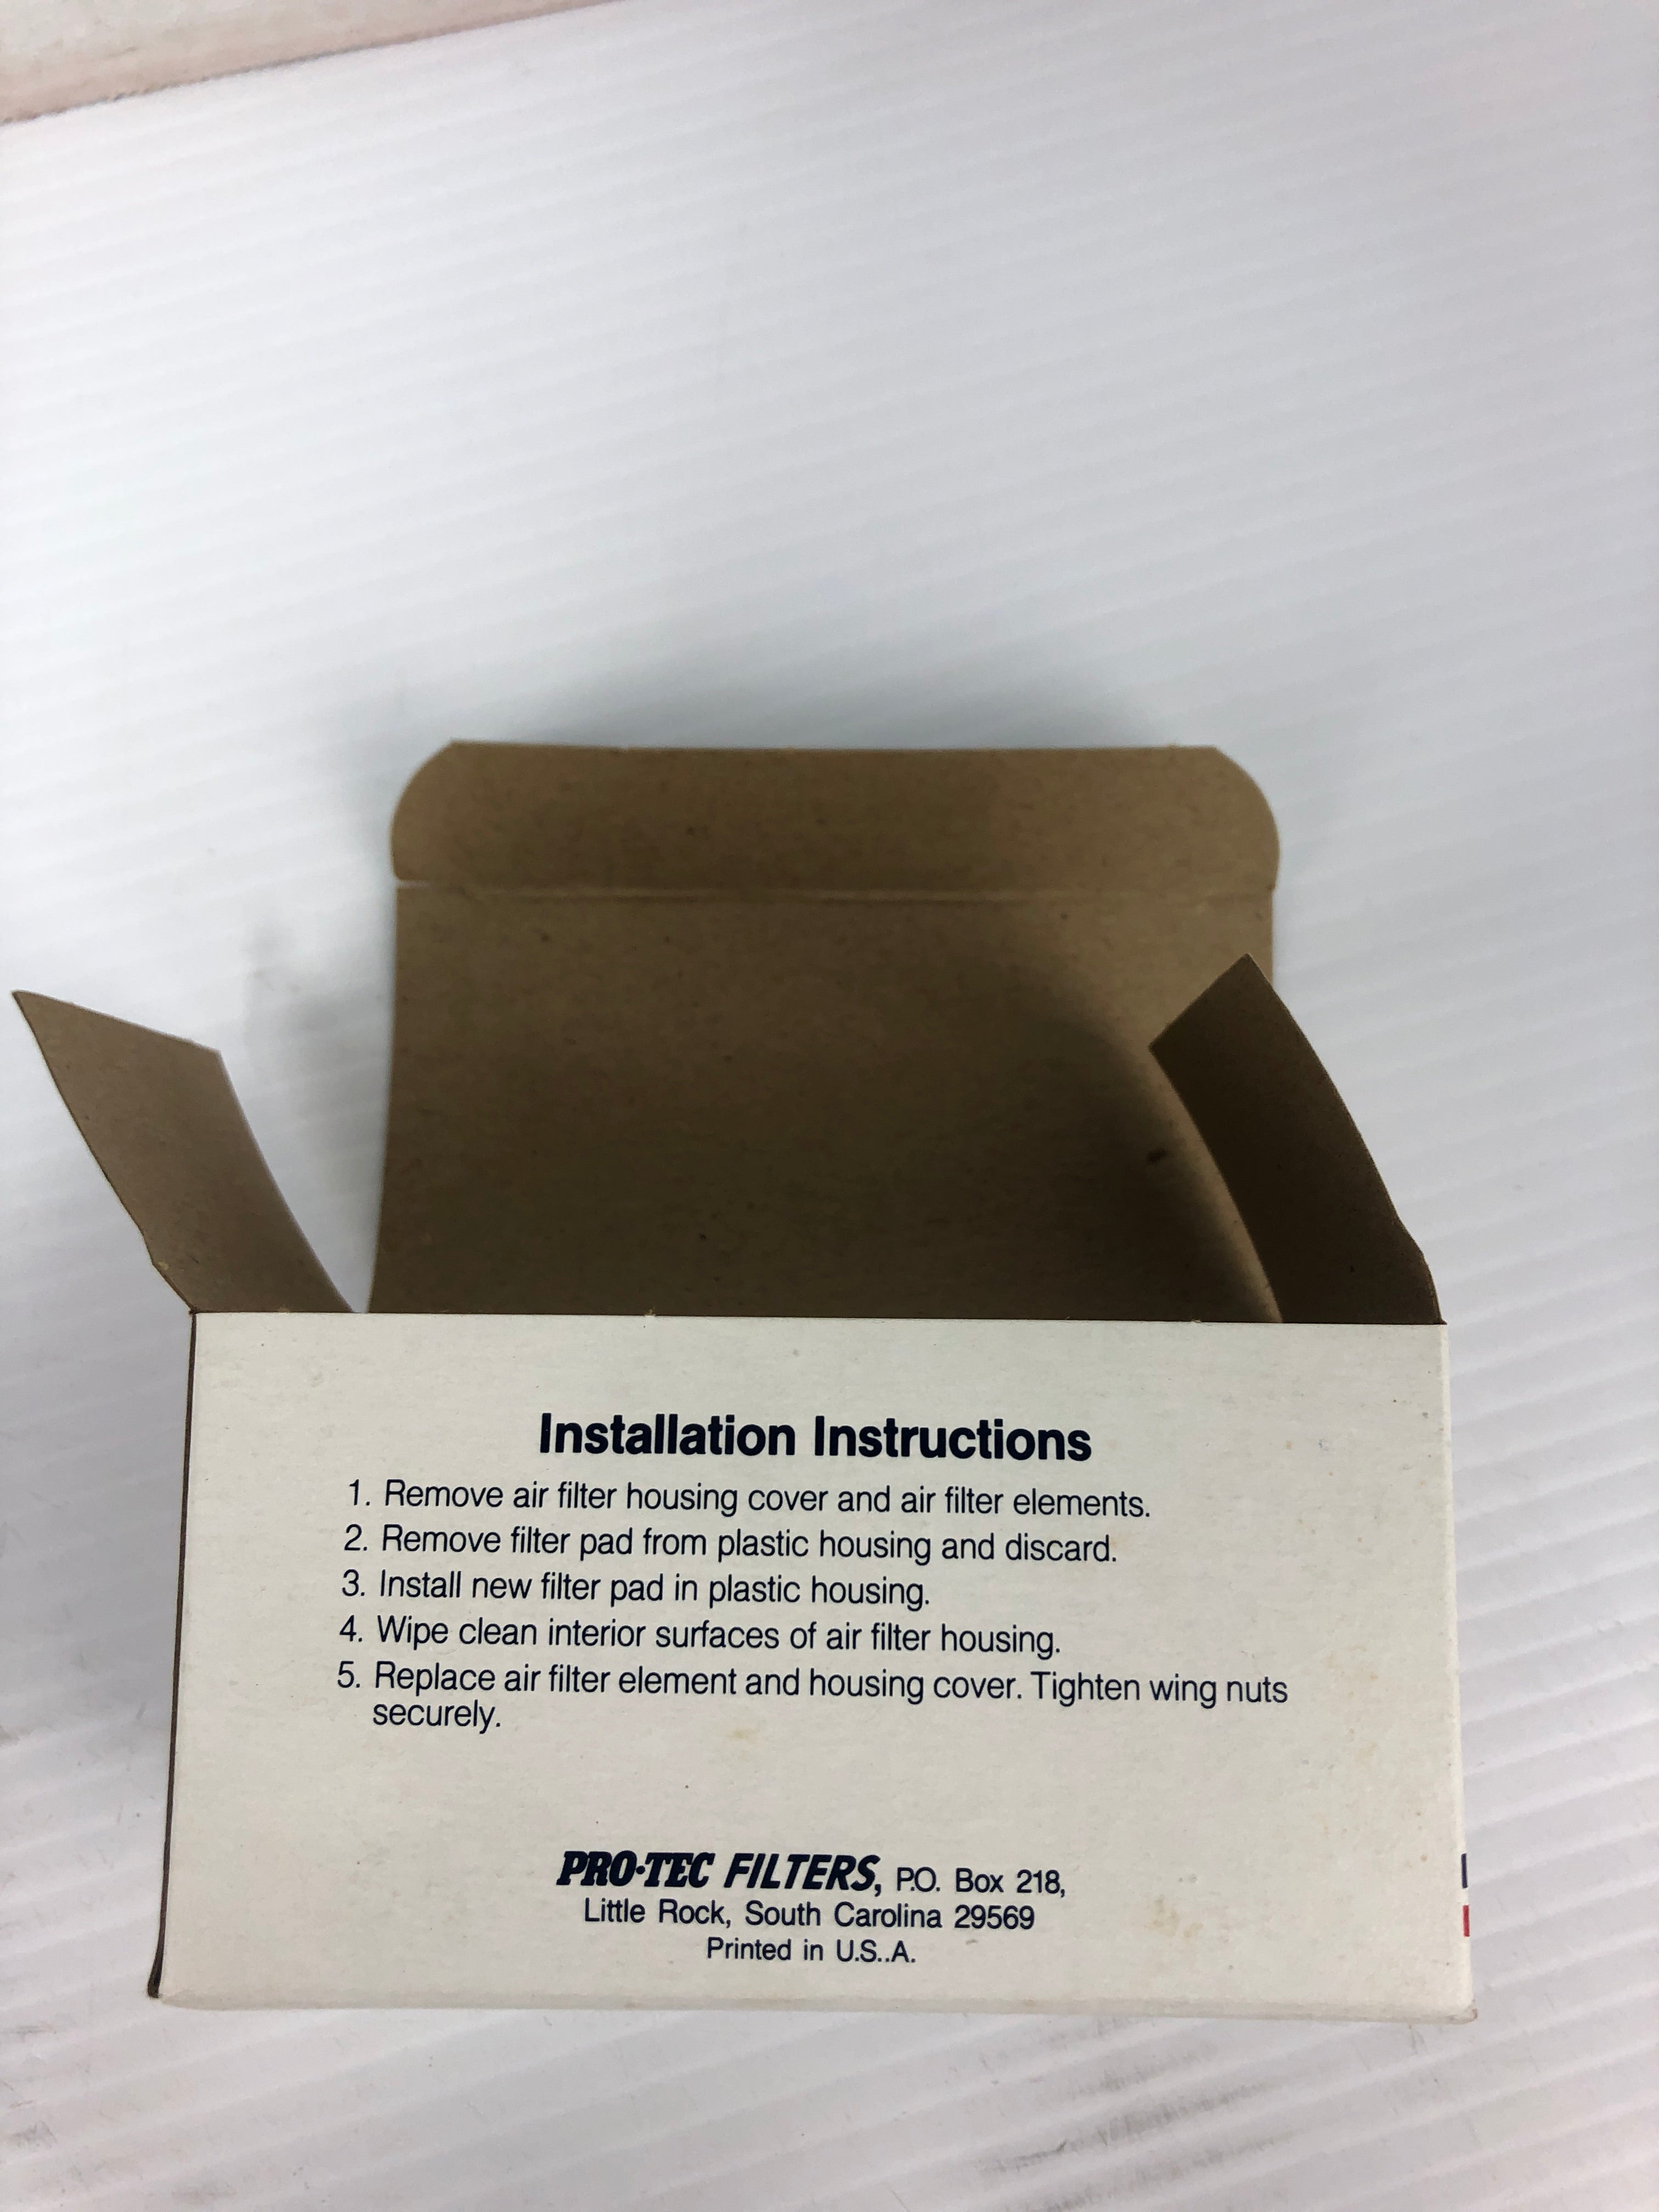 Installation Instructions
1. Remove air filter housing cover and air filter elements.
2. Remove filter pad from plastic housing and discard.
3. Install new filter pad in plastic housing.
4. Wipe clean interior surfaces of air filter housing.
5. Replace air filter element and housing cover. Tighten wing nuts
securely.
PRO·TEC FILTERS, P.O. Box 218,
Little Rock, South Carolina 29569
Printed in U.S..A.